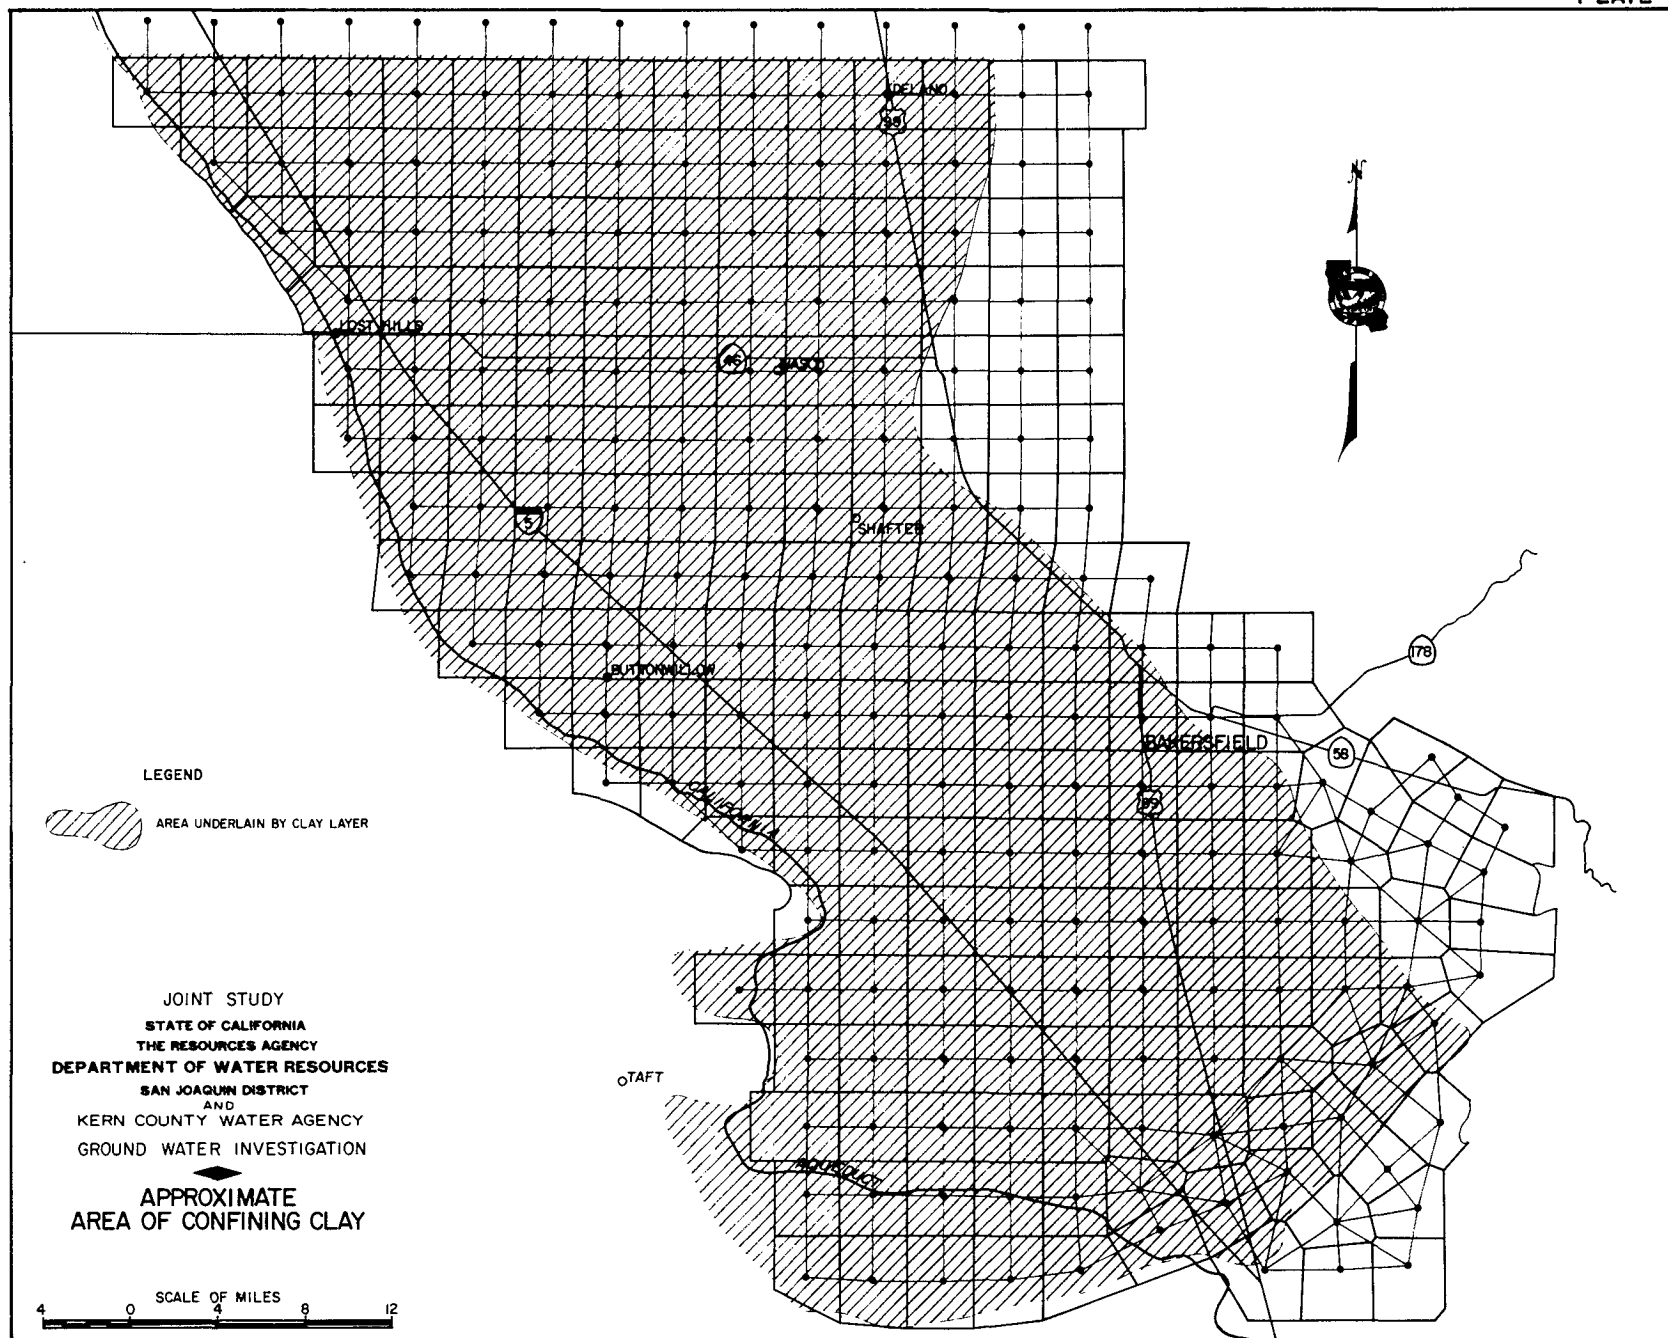 DELANO
99
N
LOST HILLS
46
WASCO
5
SHAFTER
178
BUTTONWILLOW
BAKERSFIELD
58
LEGEND
CALIFORNIA
99
AREA UNDERLAIN BY CLAY LAYER
JOINT STUDY
STATE OF CALIFORNIA
THE RESOURCES AGENCY
DEPARTMENT OF WATER RESOURCES
SAN JOAQUIN DISTRICT
AND
KERN COUNTY WATER AGENCY
GROUND WATER INVESTIGATION
TAFT
AQUEDUCT
APPROXIMATE
AREA OF CONFINING CLAY
SCALE OF MILES
4 0 4 8 12